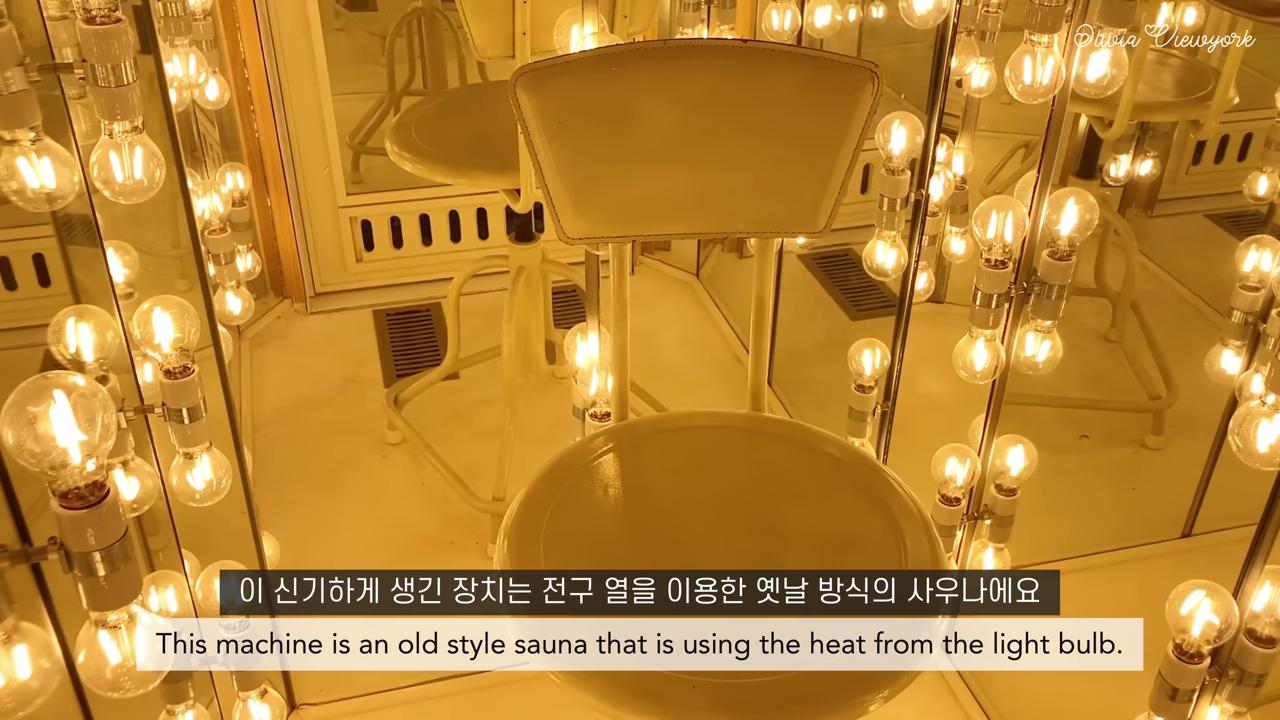 Olivia Viewyork
이 신기하게 생긴 장치는 전구 열을 이용한 옛날 방식의 사우나에요
This machine is an old style sauna that is using the heat from the light bulb.